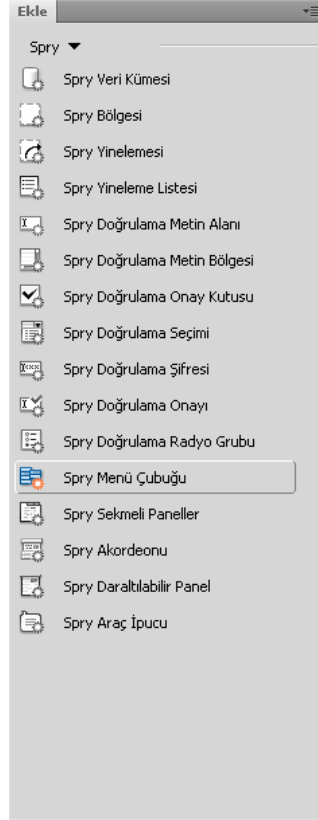 Ekle
Spry
Spry Veri Kümesi
Spry Bölgesi
Spry Yinelemesi
Spry Yineleme Listesi
Spry Doğrulama Metin Alanı
Spry Doğrulama Metin Bölgesi
Spry Doğrulama Onay Kutusu
Spry Doğrulama Seçimi
Spry Doğrulama Şifresi
Spry Doğrulama Onayı
Spry Doğrulama Radyo Grubu
Spry Menü Çubuğu
Spry Sekmeli Paneller
Spry Akordeonu
Spry Daraltılabilir Panel
Spry Araç İpucu